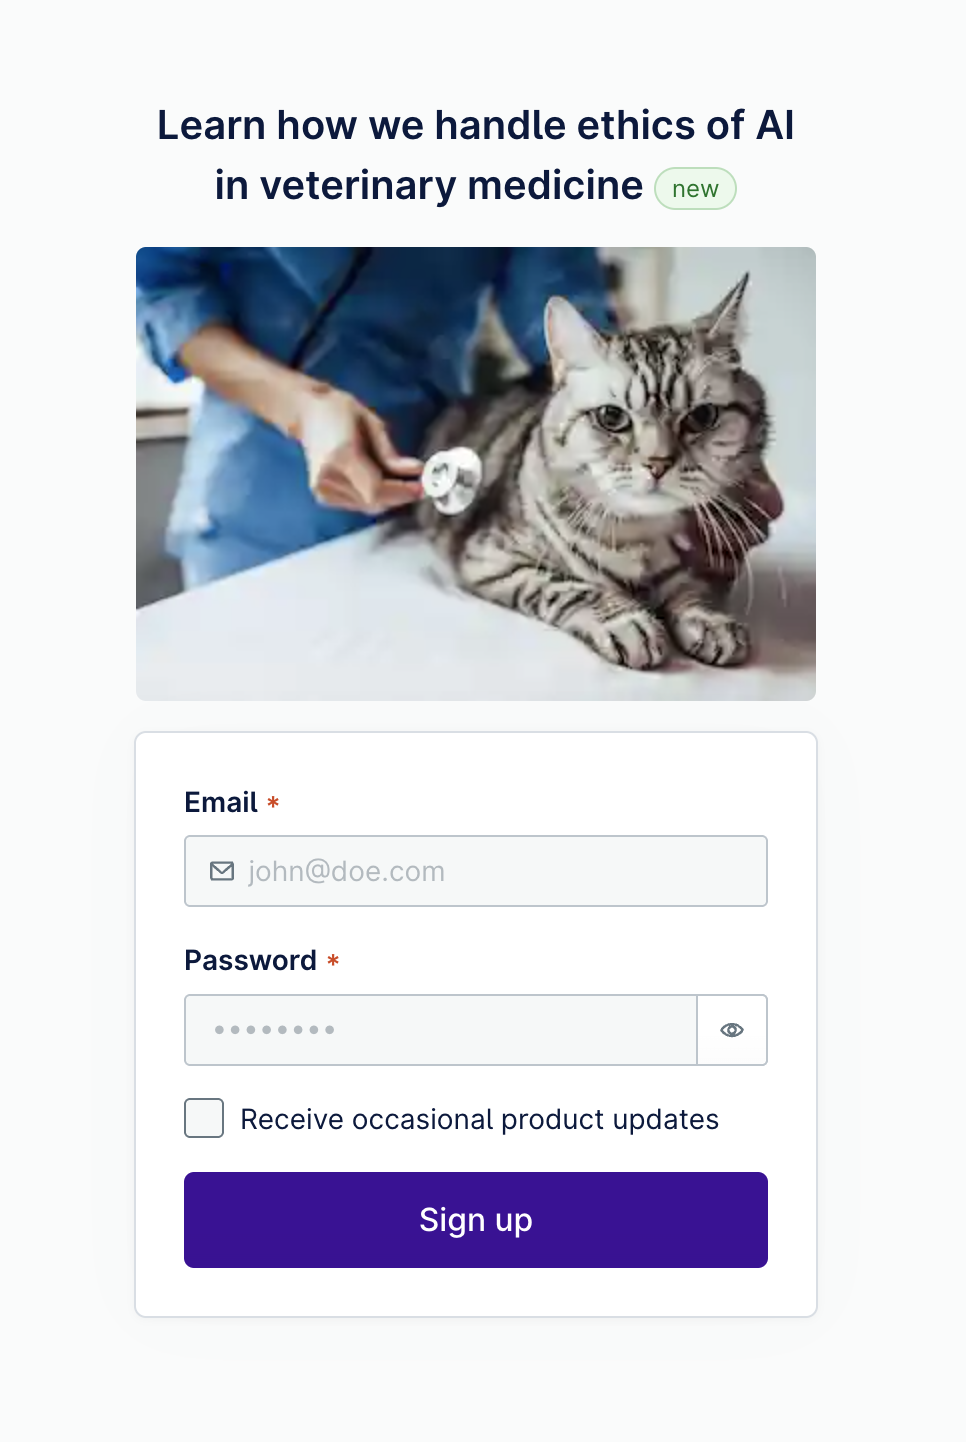 Learn how we handle ethics of AI
in veterinary medicine new
Email *
john@doe.com
Password *
••••••••
Receive occasional product updates
Sign up